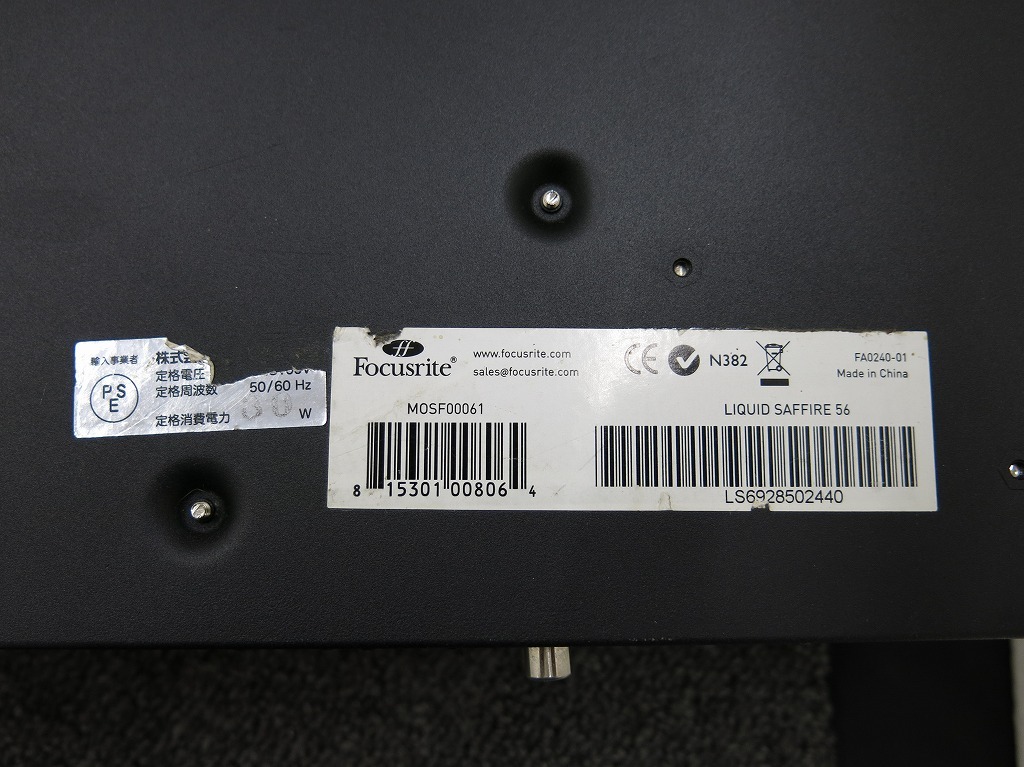 輸入事業者 株式
定格電圧
定格周波数 50/60 Hz
定格消費電力 W
PSE
Focusrite®
www.focusrite.com
sales@focusrite.com
CE N382
FA0240-01
Made in China
MOSF00061
8 15301 00806 4
LIQUID SAFFIRE 56
LS6928502440